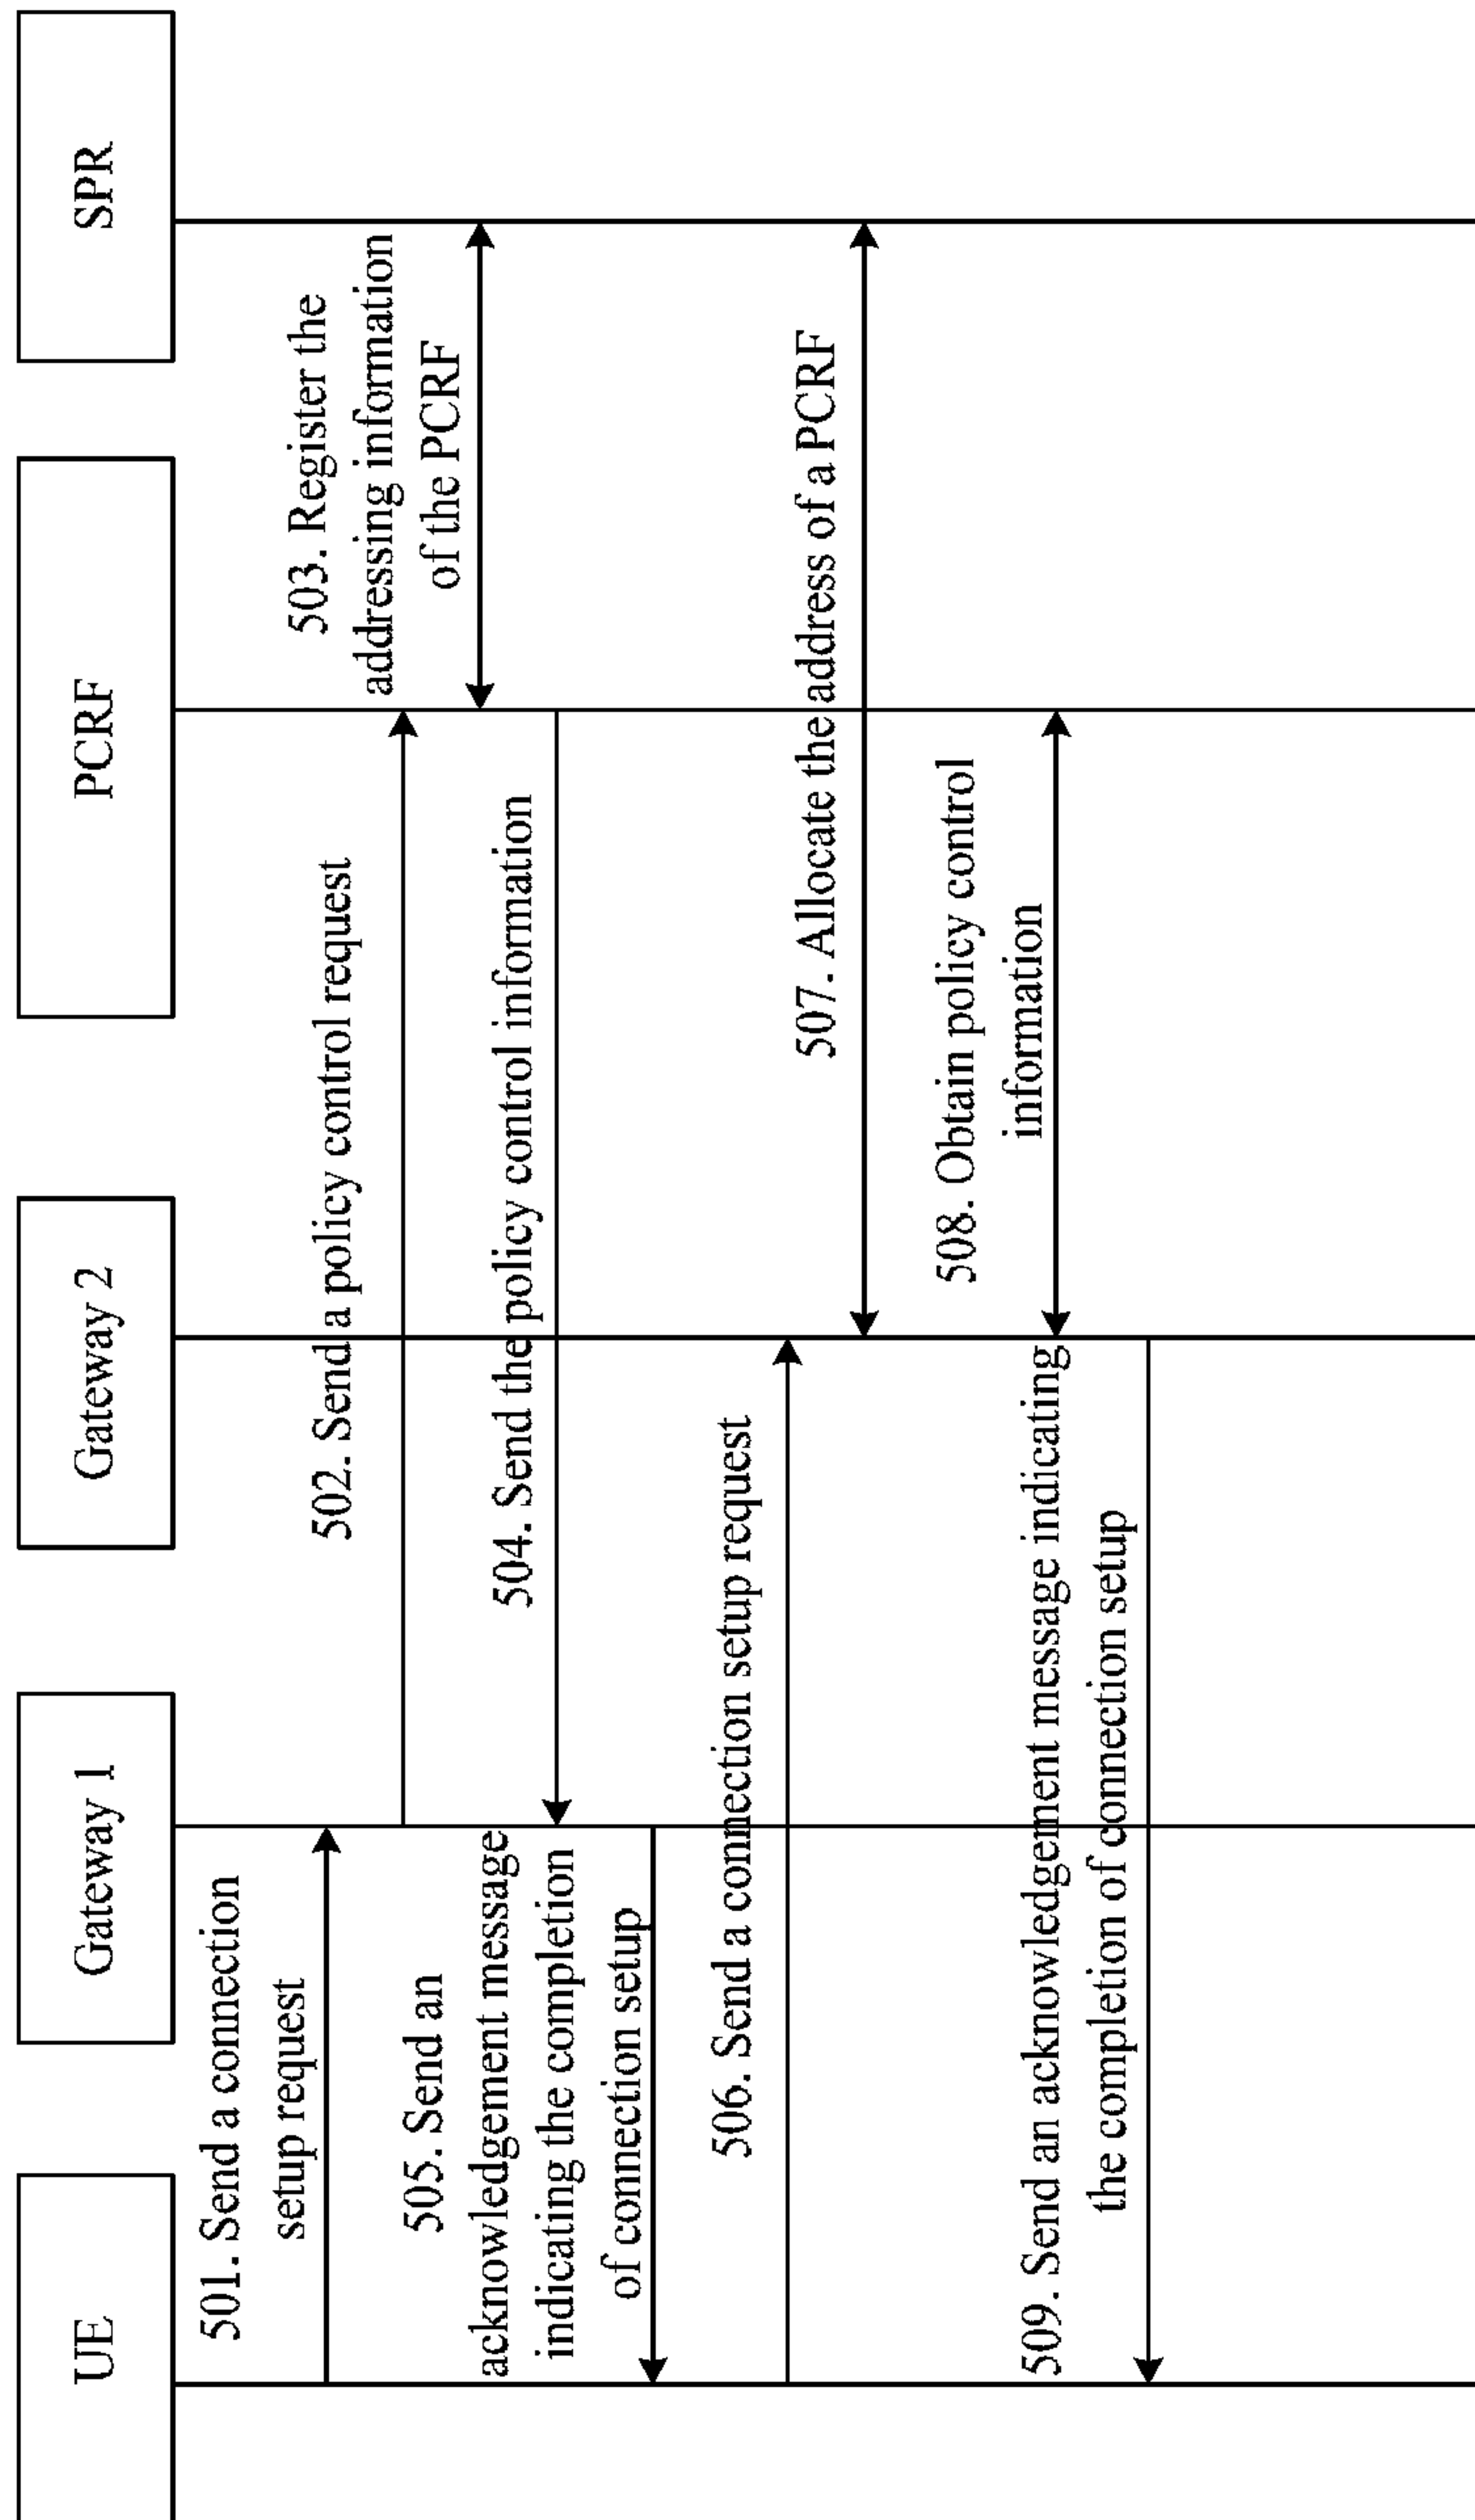 UE
Gateway 1
Gateway 2
PCRF
SPR
501. Send a connection
setup request
502. Send a policy control request
503. Register the
addressing information
of the PCRF
504. Send the policy control information
505. Send an
acknowledgement message
indicating the completion
of connection setup
506. Send a connection setup request
507. Allocate the address of a PCRF
508. Obtain policy control
information
509. Send an acknowledgement message indicating
the completion of connection setup